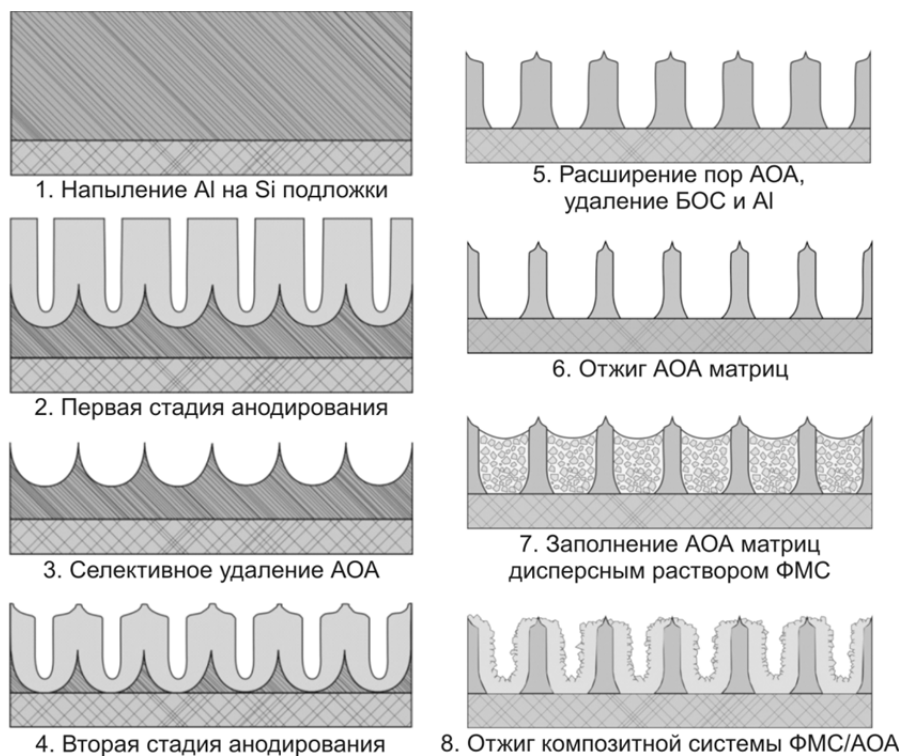 1. Напыление Al на Si подложки
2. Первая стадия анодирования
3. Селективное удаление АОА
4. Вторая стадия анодирования
5. Расширение пор АОА,
удаление БОС и Al
6. Отжиг АОА матриц
7. Заполнение АОА матриц
дисперсным раствором ФМС
8. Отжиг композитной системы ФМС/АОА